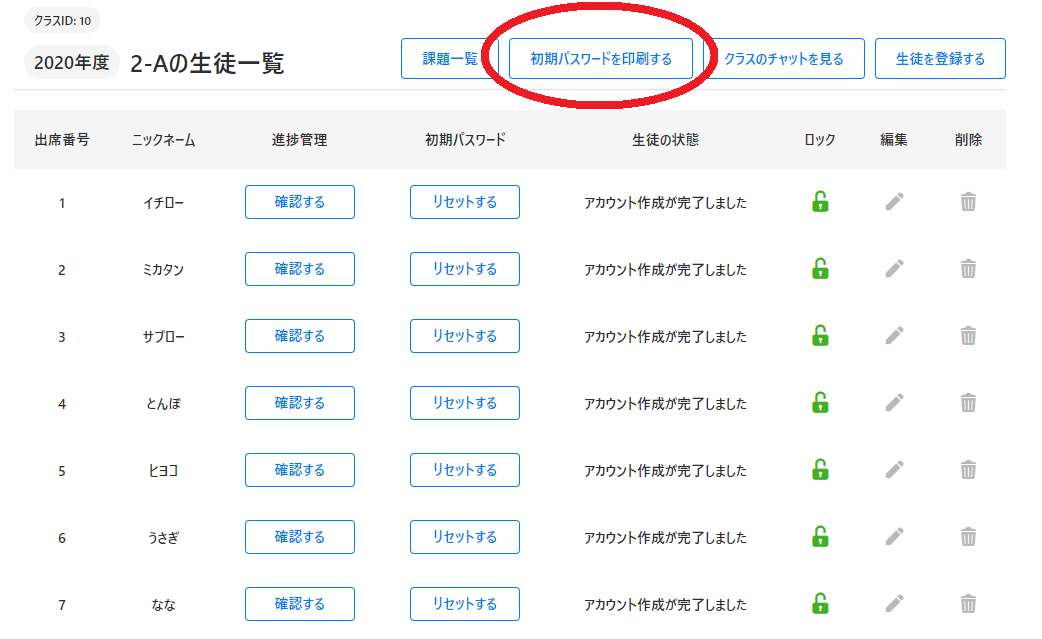 クラスID: 10
2020年度 2-Aの生徒一覧 課題一覧 初期パスワードを印刷する クラスのチャットを見る 生徒を登録する
出席番号 ニックネーム 進捗管理 初期パスワード 生徒の状態 ロック 編集 削除
1 イチロー 確認する リセットする アカウント作成が完了しました
2 ミカタン 確認する リセットする アカウント作成が完了しました
3 サブロー 確認する リセットする アカウント作成が完了しました
4 とんぼ 確認する リセットする アカウント作成が完了しました
5 ヒヨコ 確認する リセットする アカウント作成が完了しました
6 うさぎ 確認する リセットする アカウント作成が完了しました
7 なな 確認する リセットする アカウント作成が完了しました